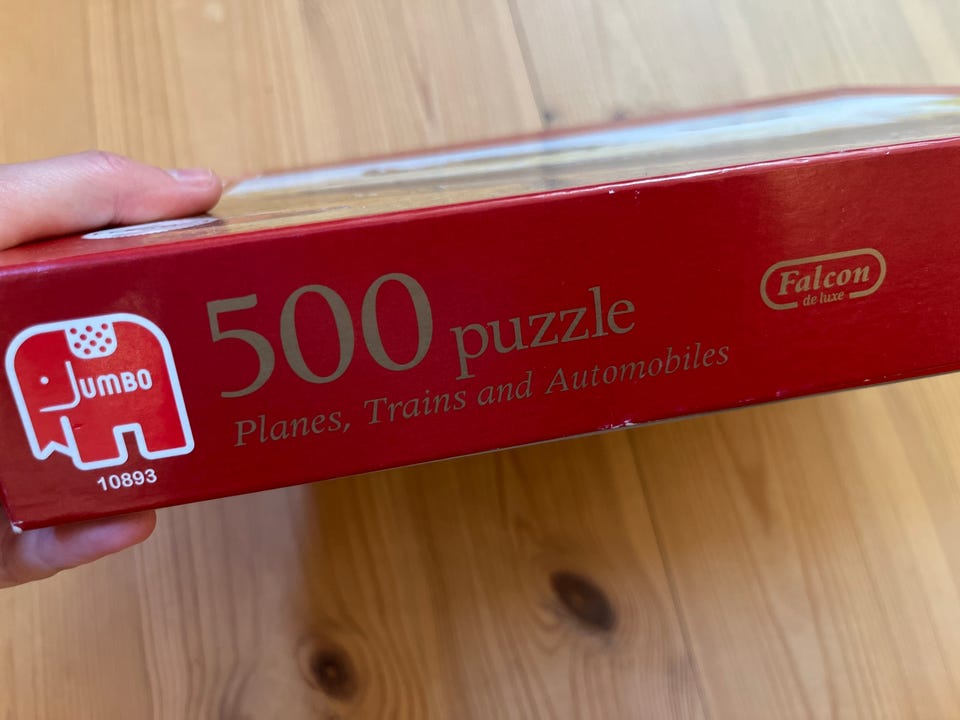 JUMBO
10893
500 puzzle
Planes, Trains and Automobiles
Falcon
de luxe